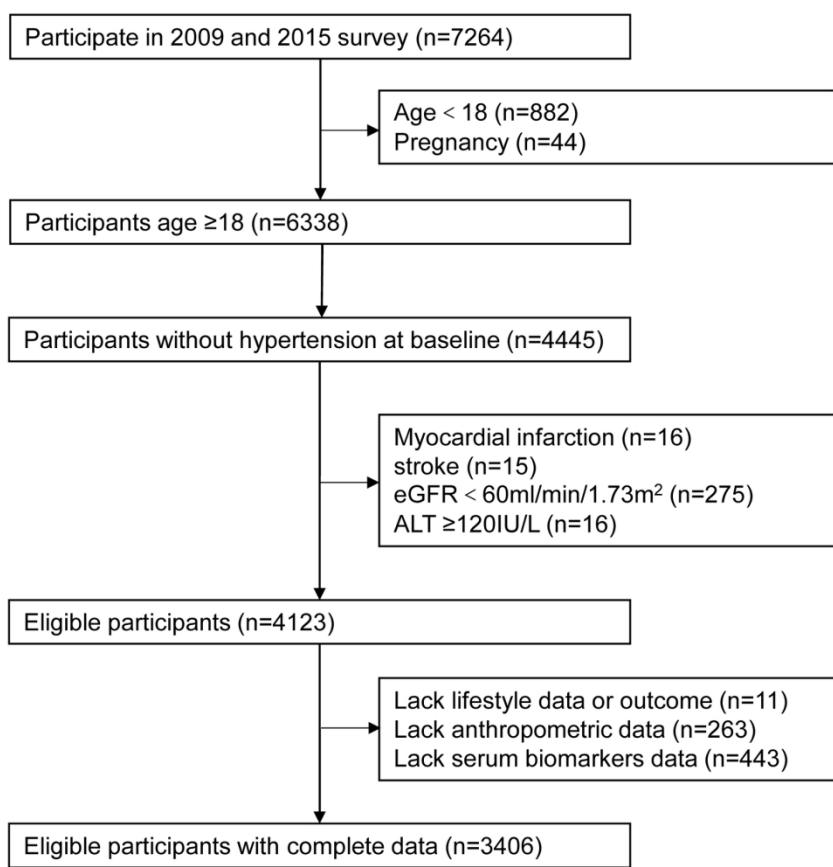 Participate in 2009 and 2015 survey (n=7264)
Age < 18 (n=882)
Pregnancy (n=44)
Participants age ≥18 (n=6338)
Participants without hypertension at baseline (n=4445)
Myocardial infarction (n=16)
stroke (n=15)
eGFR < 60ml/min/1.73m² (n=275)
ALT ≥120IU/L (n=16)
Eligible participants (n=4123)
Lack lifestyle data or outcome (n=11)
Lack anthropometric data (n=263)
Lack serum biomarkers data (n=443)
Eligible participants with complete data (n=3406)